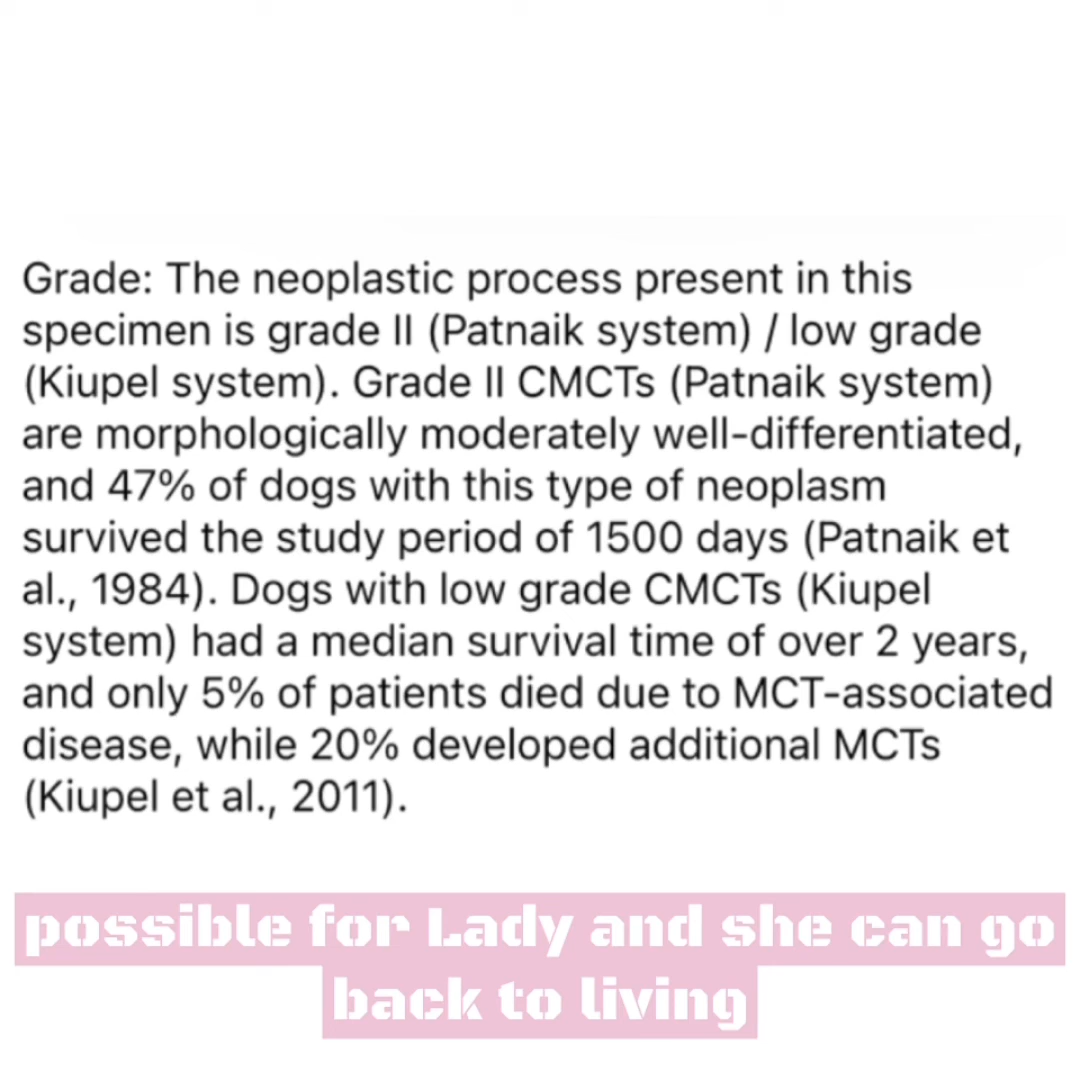 Grade: The neoplastic process present in this
specimen is grade II (Patnaik system) / low grade
(Kiupel system). Grade II CMCTs (Patnaik system)
are morphologically moderately well-differentiated,
and 47% of dogs with this type of neoplasm
survived the study period of 1500 days (Patnaik et
al., 1984). Dogs with low grade CMCTs (Kiupel
system) had a median survival time of over 2 years,
and only 5% of patients died due to MCT-associated
disease, while 20% developed additional MCTs
(Kiupel et al., 2011).
possible for Lady and she can go
back to living